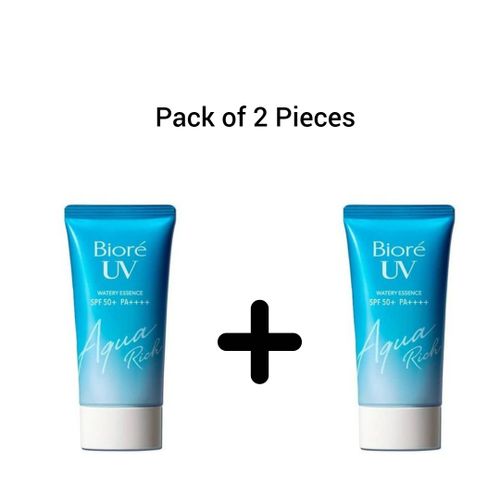 Pack of 2 Pieces
Bioré
UV
WATERY ESSENCE
SPF 50+ PA++++
Aqua
Rich
Bioré
UV
WATERY ESSENCE
SPF 50+ PA++++
Aqua
Rich